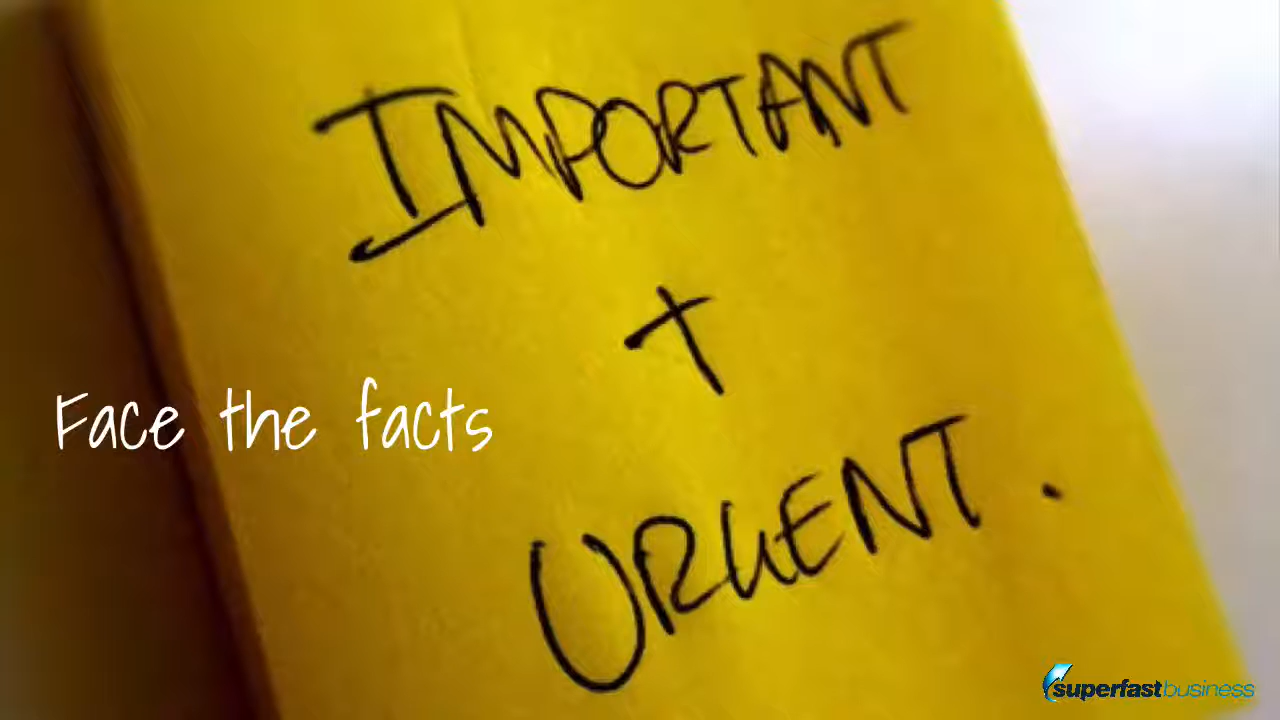 IMPORTANT
+
URGENT.
Face the facts
superfastbusiness